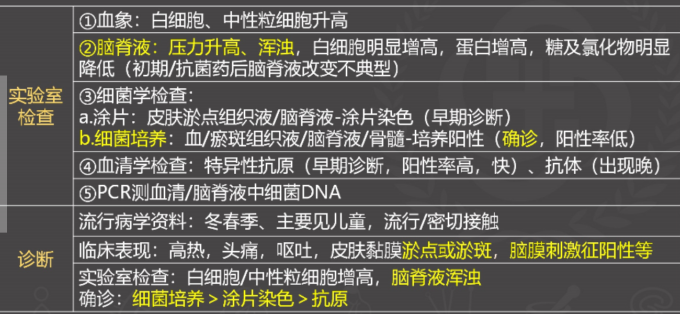 ①血象：白细胞、中性粒细胞升高
②脑脊液：压力升高、浑浊，白细胞明显增高，蛋白增高，糖及氯化物明显
降低（初期/抗菌药后脑脊液改变不典型）
实验室
检查
③细菌学检查：
a.涂片：皮肤淤点组织液/脑脊液-涂片染色（早期诊断）
b.细菌培养：血/瘀斑组织液/脑脊液/骨髓-培养阳性（确诊，阳性率低）
④血清学检查：特异性抗原（早期诊断，阳性率高，快）、抗体（出现晚）
⑤PCR测血清/脑脊液中细菌DNA
诊断
流行病学资料：冬春季、主要见儿童，流行/密切接触
临床表现：高热，头痛，呕吐，皮肤黏膜淤点或淤斑，脑膜刺激征阳性等
实验室检查：白细胞/中性粒细胞增高，脑脊液浑浊
确诊：细菌培养＞涂片染色＞抗原